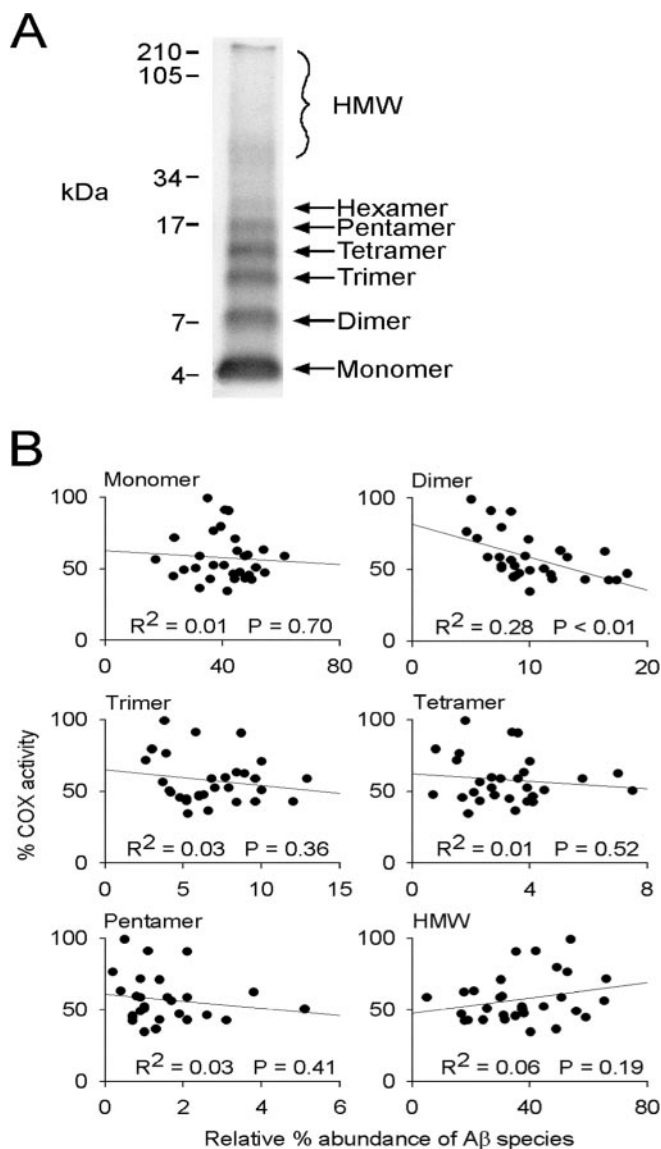 A
210
105
HMW
34
kDa
Hexamer
17
Pentamer
Tetramer
Trimer
7
Dimer
4
Monomer
B
Monomer
Dimer
100
100
50
50
R2 = 0.01 P = 0.70
R2 = 0.28 P < 0.01
0
0
0 40 80
0 10 20
Trimer
Tetramer
100
100
50
50
R2 = 0.03 P = 0.36
R2 = 0.01 P = 0.52
0
0
0 5 10 15
0 4 8
Pentamer
HMW
100
100
50
50
R2 = 0.03 P = 0.41
R2 = 0.06 P = 0.19
0
0
0 2 4 6
0 40 80
% COX activity
Relative % abundance of Aβ species